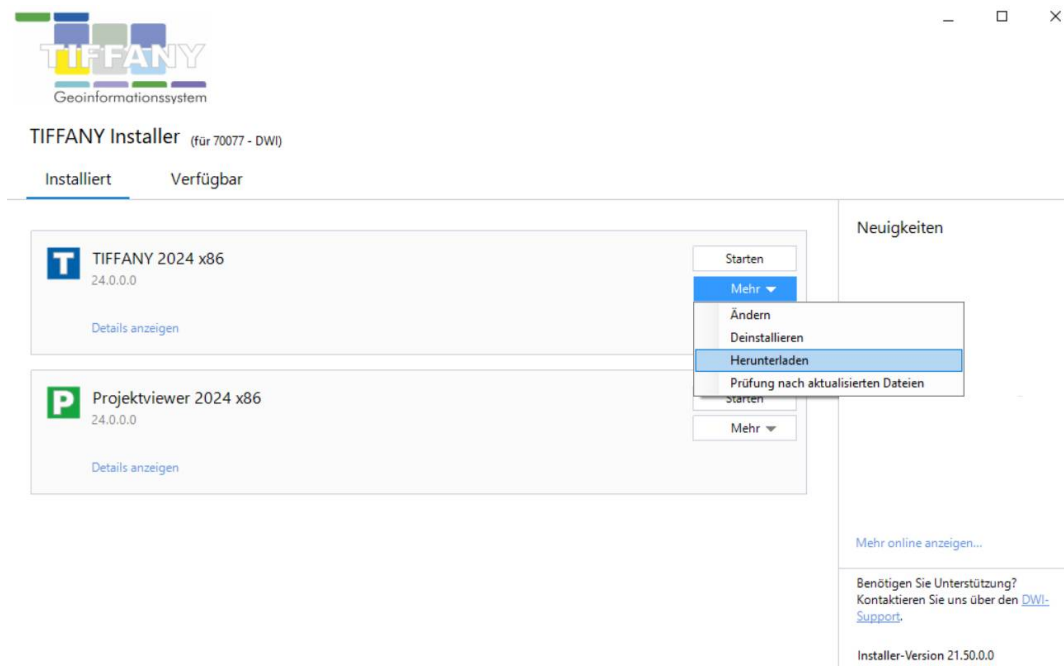 TIFFANY
Geoinformationssystem
TIFFANY Installer (für 70077 - DWI)
Installiert Verfügbar
TIFFANY 2024 x86
24.0.0.0
Details anzeigen
Starten
Mehr
Ändern
Deinstallieren
Herunterladen
Prüfung nach aktualisierten Dateien
Projektviewer 2024 x86
24.0.0.0
Details anzeigen
Starten
Mehr
Neuigkeiten
Mehr online anzeigen...
Benötigen Sie Unterstützung?
Kontaktieren Sie uns über den DWI-
Support.
Installer-Version 21.50.0.0